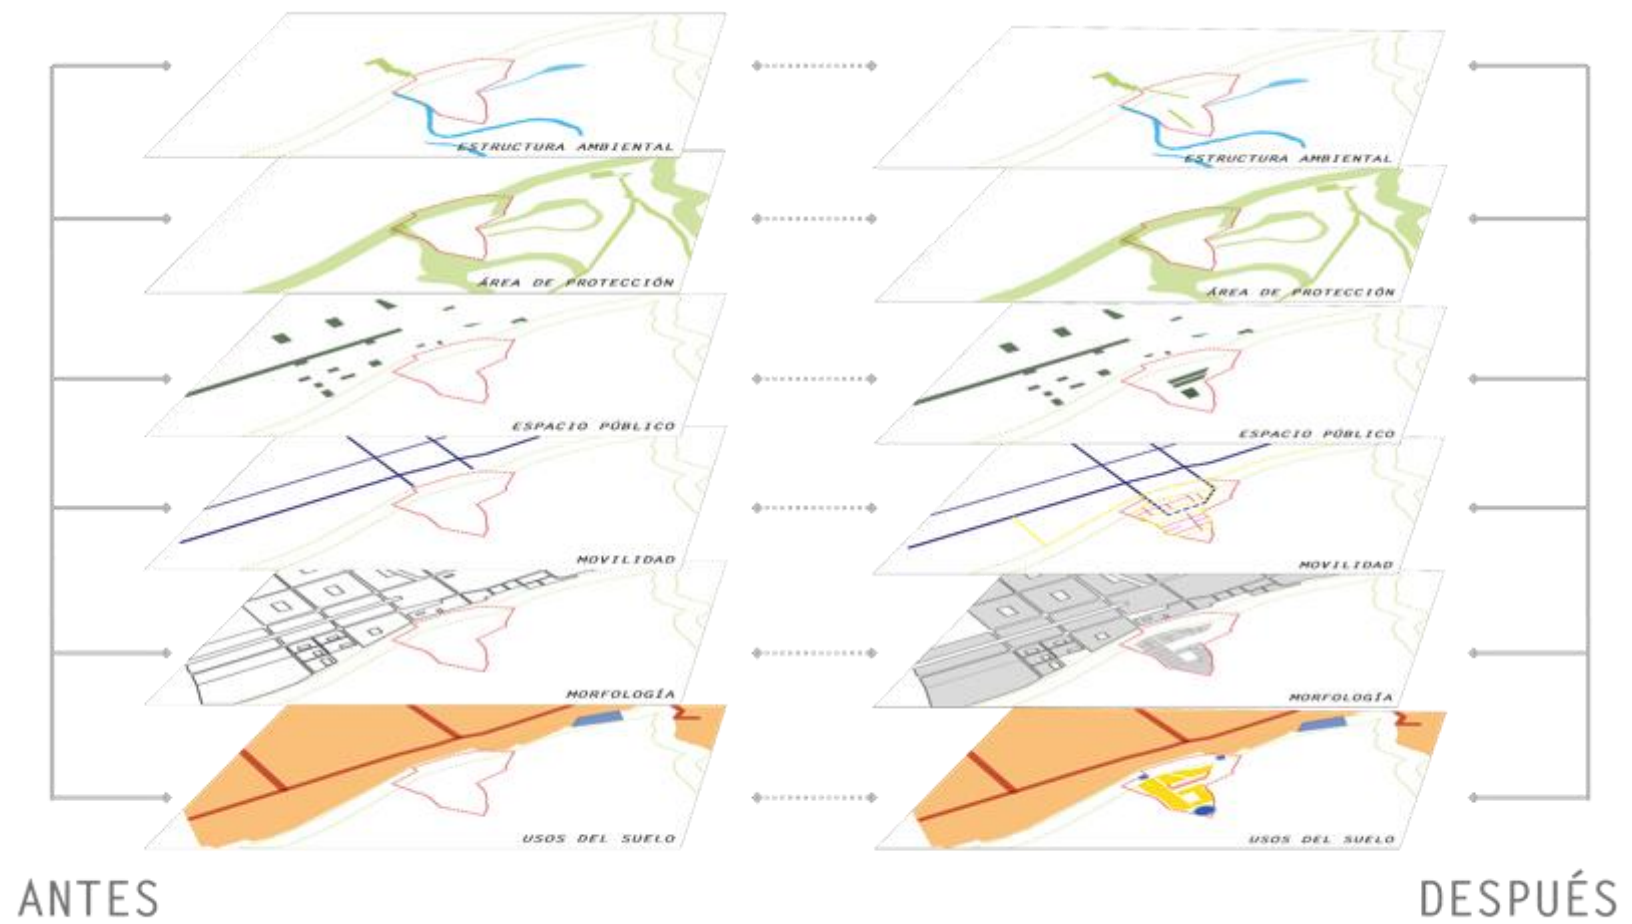 ESTRUCTURA AMBIENTAL
ESTRUCTURA AMBIENTAL
ÁREA DE PROTECCIÓN
ÁREA DE PROTECCIÓN
ESPACIO PÚBLICO
ESPACIO PÚBLICO
MOVILIDAD
MOVILIDAD
MORFOLOGÍA
MORFOLOGÍA
USOS DEL SUELO
USOS DEL SUELO
ANTES
DESPUÉS